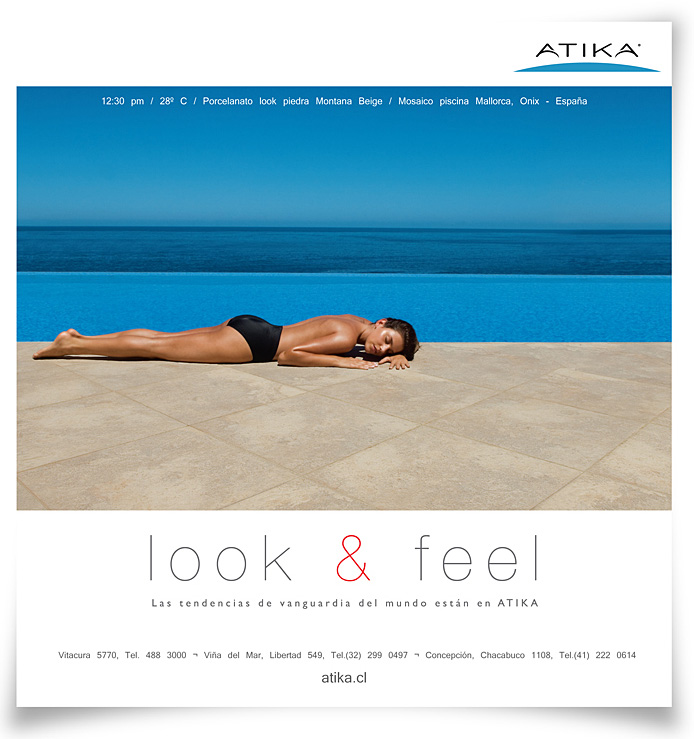 ATIKA®
12:30 pm / 28º C / Porcelanato look piedra Montana Beige / Mosaico piscina Mallorca, Onix - España
look & feel
Las tendencias de vanguardia del mundo están en ATIKA
Vitacura 5770, Tel. 488 3000 ¬ Viña del Mar, Libertad 549, Tel.(32) 299 0497 ¬ Concepción, Chacabuco 1108, Tel.(41) 222 0614
atika.cl